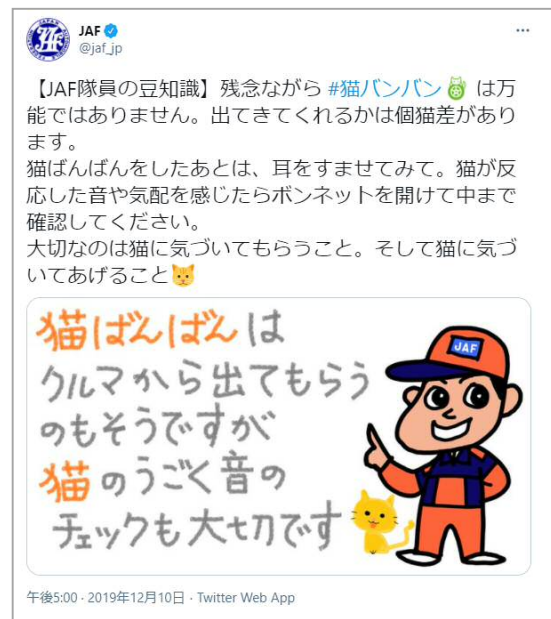 JAF
@jaf_jp
【JAF隊員の豆知識】残念ながら #猫バンバン は万
能ではありません。出てきてくれるかは個猫差があり
ます。
猫ばんばんをしたあとは、耳をすませてみて。猫が反
応した音や気配を感じたらボンネットを開けて中まで
確認してください。
大切なのは猫に気づいてもらうこと。そして猫に気づ
いてあげること🐱
猫ばんばんは
クルマから出てもらう
のもそうですが
猫のうごく音の
チェックも大切です
JAF
午後5:00 · 2019年12月10日 · Twitter Web App